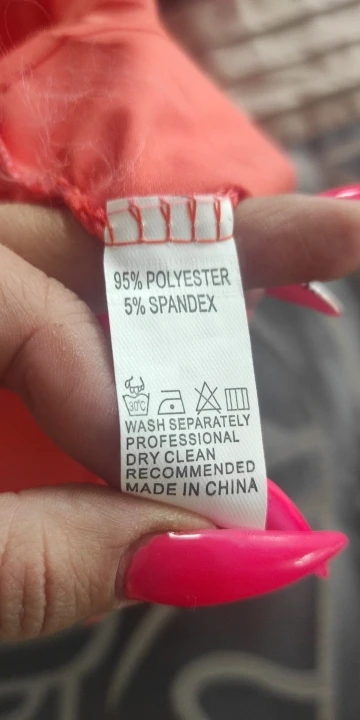 95% POLYESTER
5% SPANDEX
30°C
WASH SEPARATELY
PROFESSIONAL
DRY CLEAN
RECOMMENDED
MADE IN CHINA